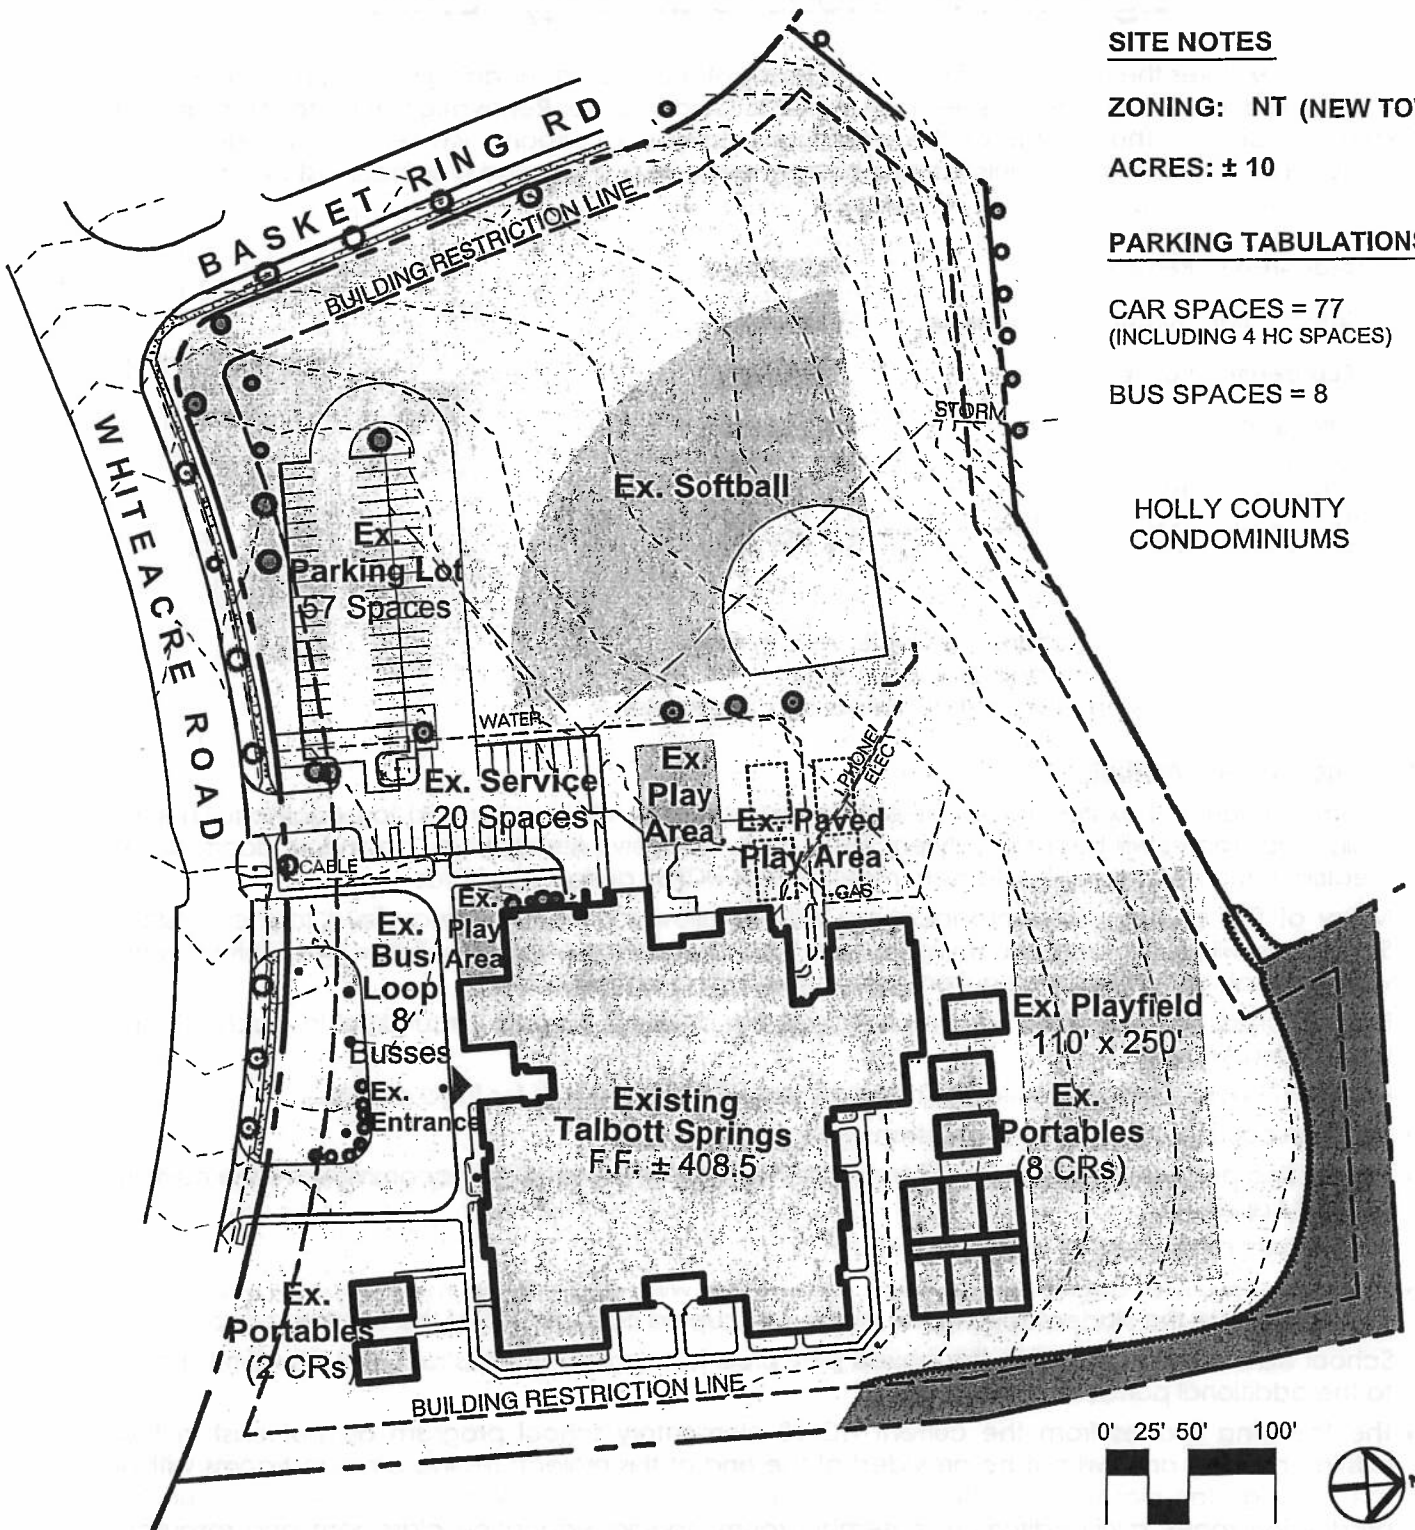 SITE NOTES
ZONING: NT (NEW TO
ACRES: ± 10
PARKING TABULATIONS
CAR SPACES = 77
(INCLUDING 4 HC SPACES)
BUS SPACES = 8
HOLLY COUNTY
CONDOMINIUMS
BASKET RING RD
BUILDING RESTRICTION LINE
WHITEACRE ROAD
STORM
Ex. Softball
Ex.
Parking Lot
57 Spaces
WATER
Ex. Service
20 Spaces
Ex.
Play
Area
PHONE/
ELEC
Ex. Paved
Play Area
CABLE
GAS
Ex.
Play
Area
Ex.
Bus
Loop
8
Busses
Ex.
Entrance
Ex. Playfield
110' x 250'
Existing
Talbott Springs
F.F. ± 408.5
Ex.
Portables
(8 CRs)
Ex.
Portables
(2 CRs)
BUILDING RESTRICTION LINE
0' 25' 50' 100'